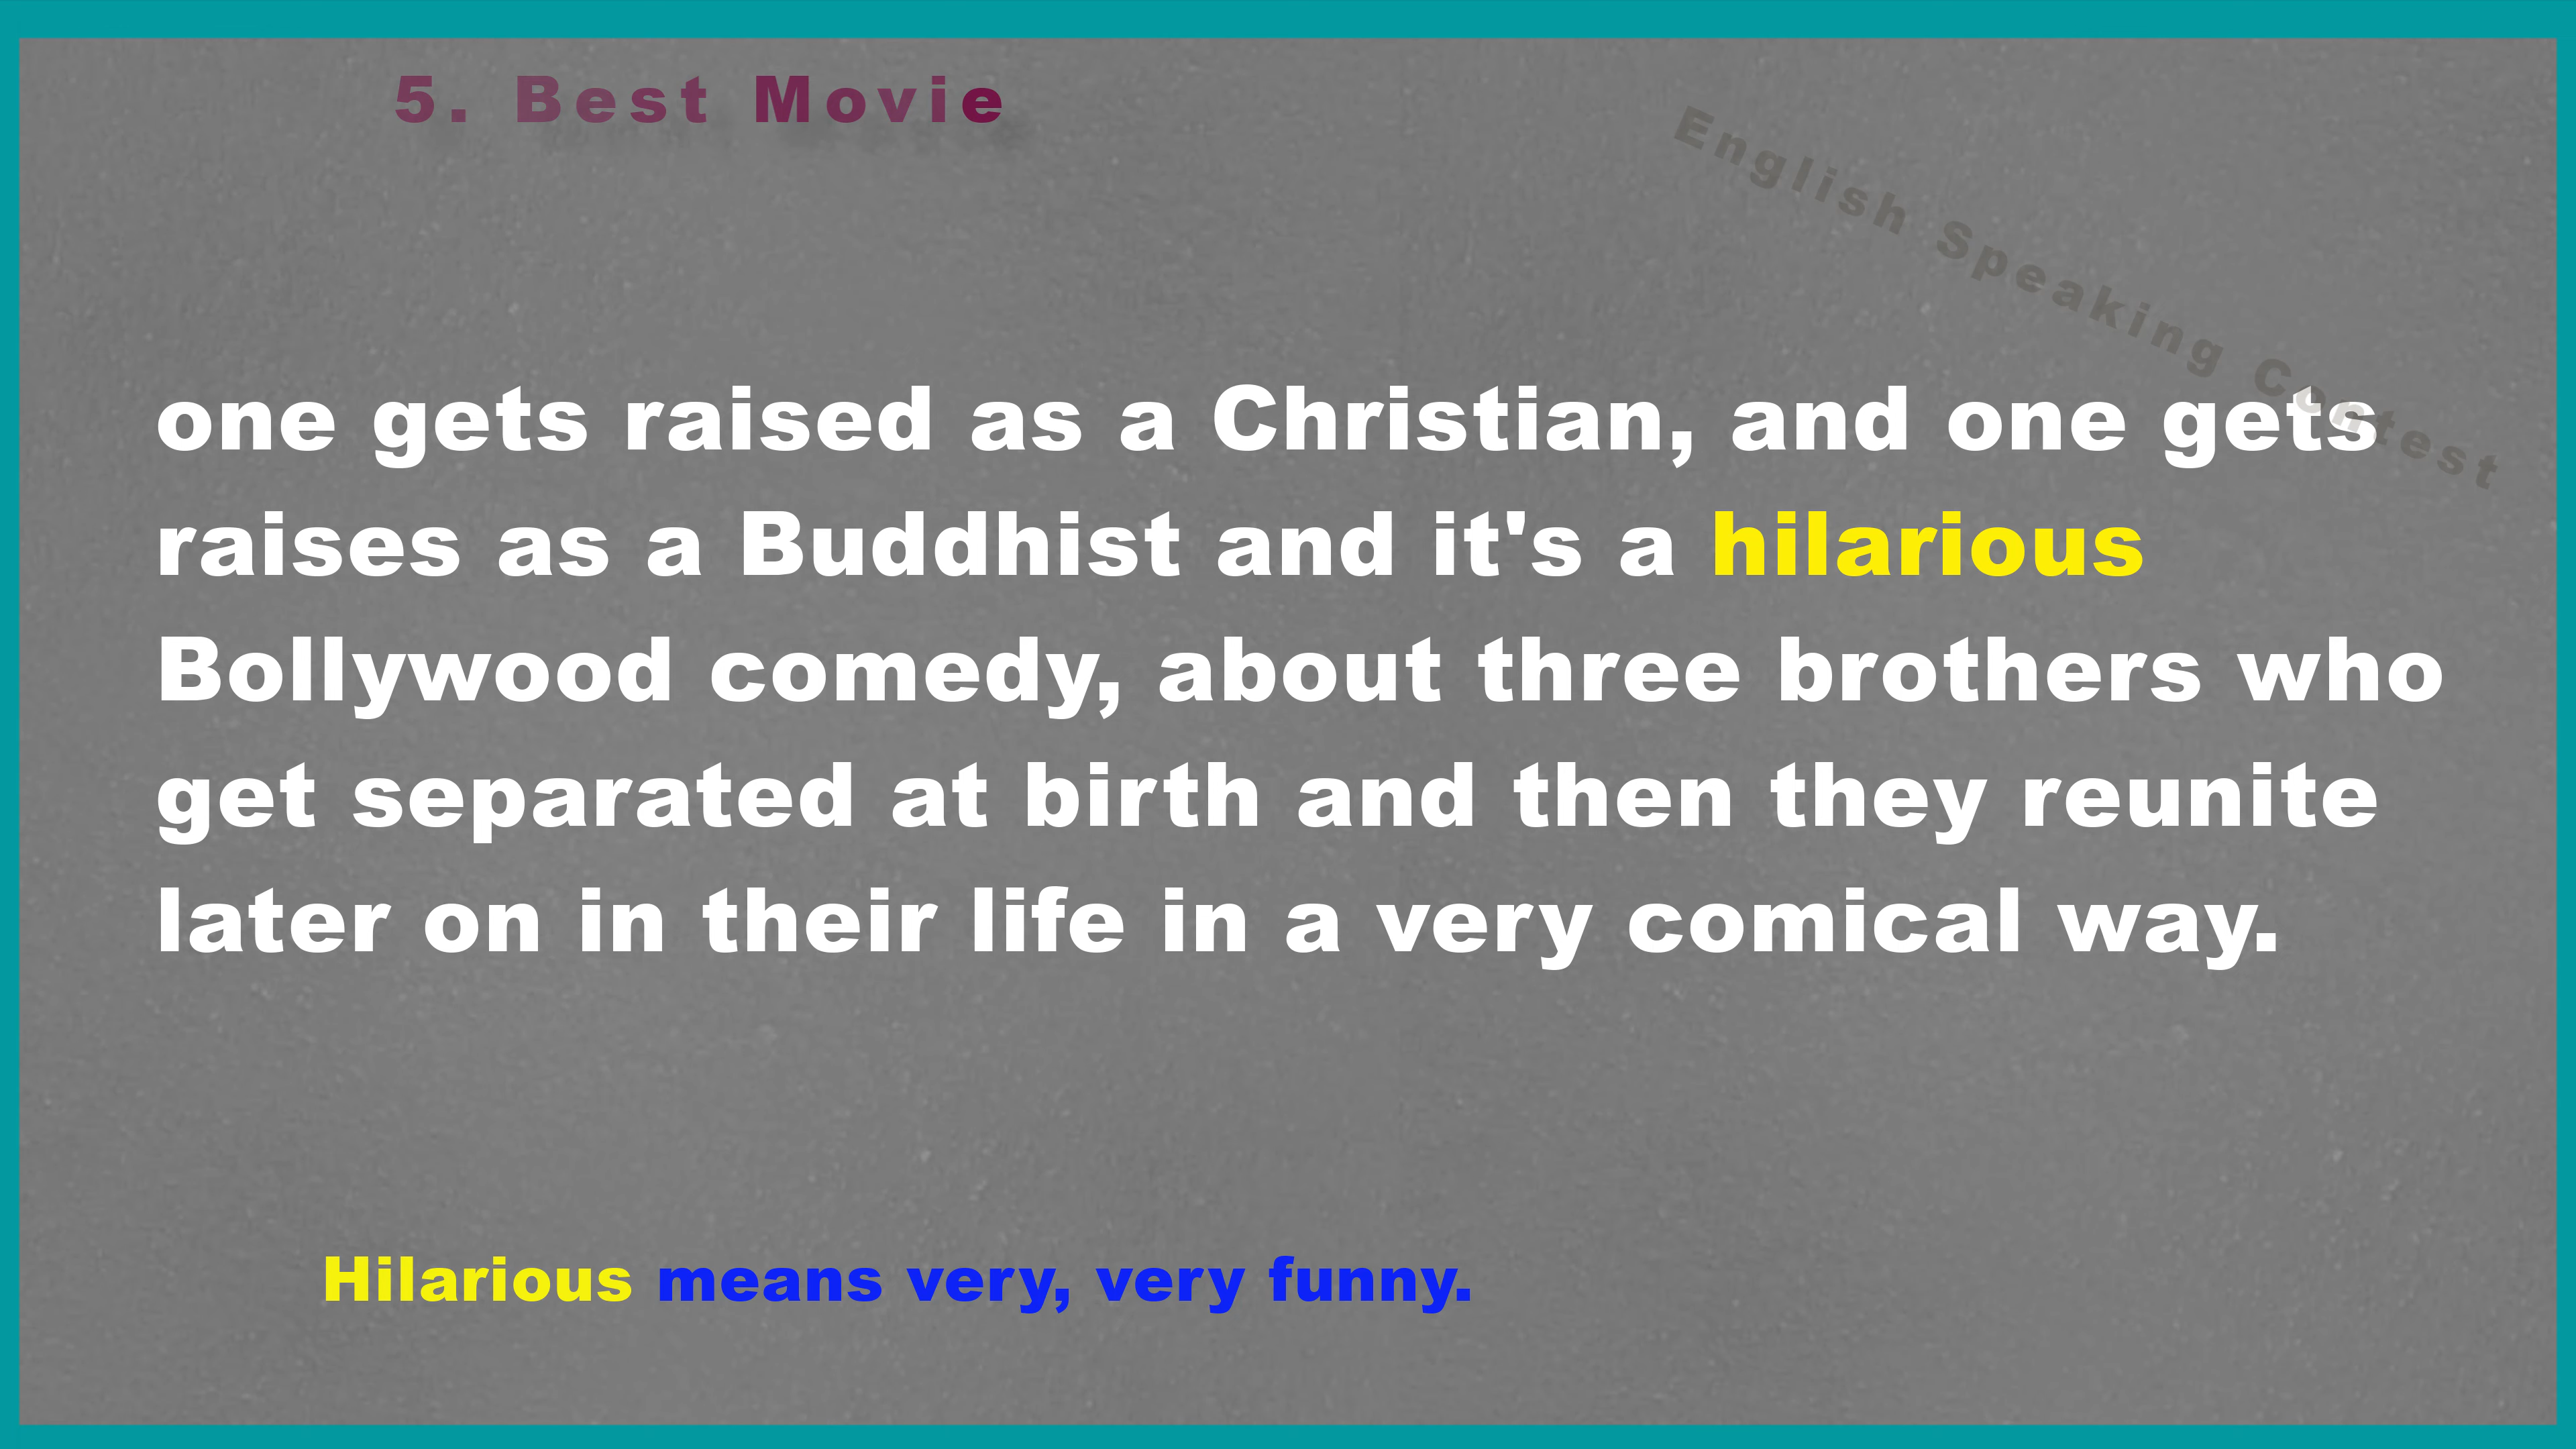 5. Best Movie
English Speaking Contest
one gets raised as a Christian, and one gets
raises as a Buddhist and it's a hilarious
Bollywood comedy, about three brothers who
get separated at birth and then they reunite
later on in their life in a very comical way.
Hilarious means very, very funny.